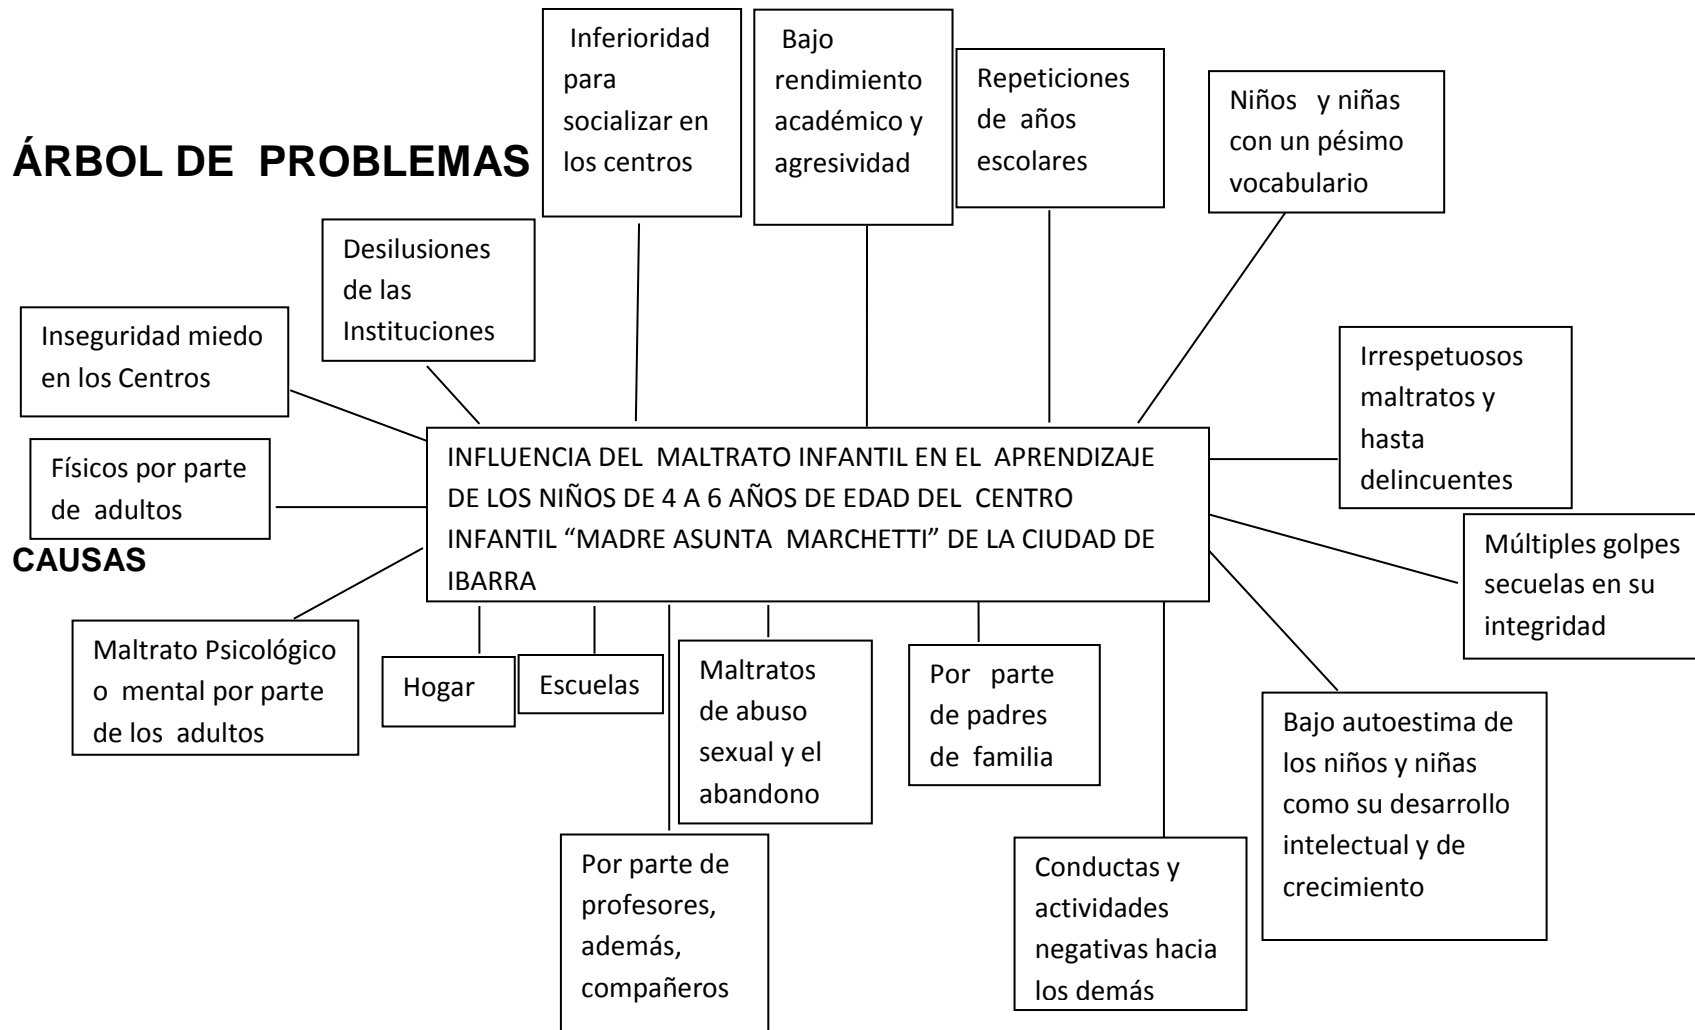 ÁRBOL DE PROBLEMAS
Inferioridad
para
socializar en
los centros
Bajo
rendimiento
académico y
agresividad
Repeticiones
de años
escolares
Niños y niñas
con un pésimo
vocabulario
Desilusiones
de las
Instituciones
Inseguridad miedo
en los Centros
Irrespetuosos
maltratos y
hasta
delincuentes
Físicos por parte
de adultos
INFLUENCIA DEL MALTRATO INFANTIL EN EL APRENDIZAJE
DE LOS NIÑOS DE 4 A 6 AÑOS DE EDAD DEL CENTRO
INFANTIL “MADRE ASUNTA MARCHETTI” DE LA CIUDAD DE
IBARRA
CAUSAS
Múltiples golpes
secuelas en su
integridad
Maltrato Psicológico
o mental por parte
de los adultos
Hogar
Escuelas
Maltratos
de abuso
sexual y el
abandono
Por parte
de padres
de familia
Bajo autoestima de
los niños y niñas
como su desarrollo
intelectual y de
crecimiento
Por parte de
profesores,
además,
compañeros
Conductas y
actividades
negativas hacia
los demás